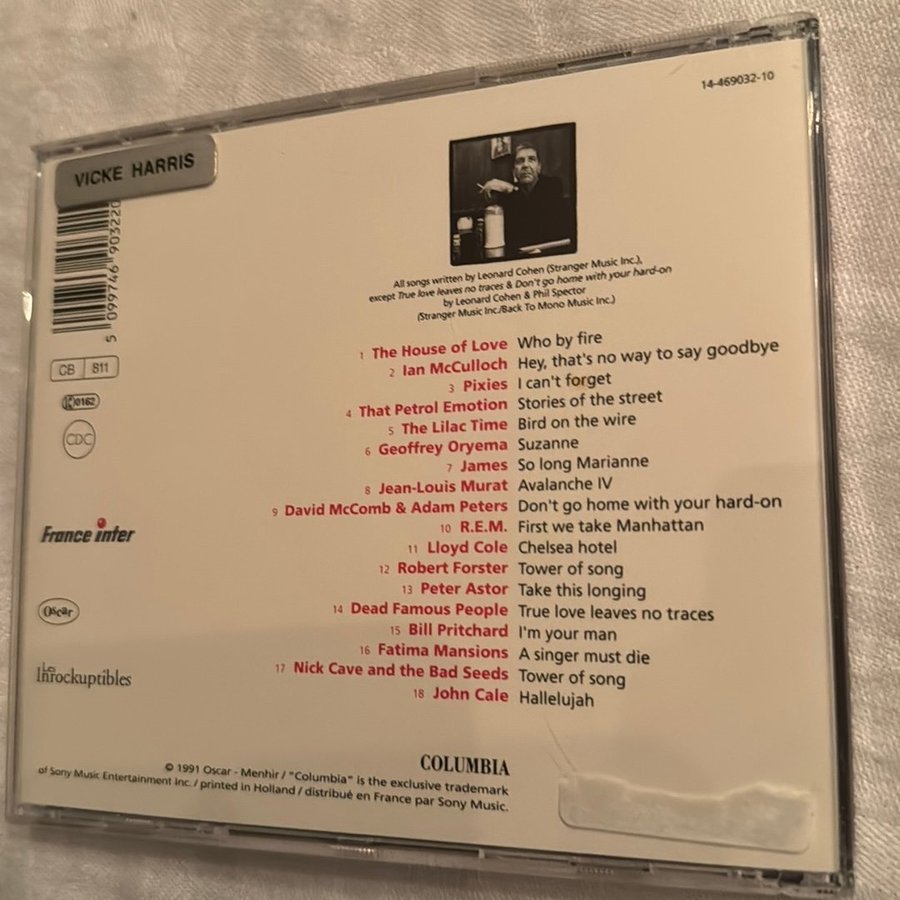 14-469032-10
VICKE HARRIS
5 099746 903220
All songs written by Leonard Cohen (Stranger Music Inc.),
except True love leaves no traces & Don't go home with your hard-on
by Leonard Cohen & Phil Spector
(Stranger Music Inc./Back To Mono Music Inc.)
1 The House of Love Who by fire
2 Ian McCulloch Hey, that's no way to say goodbye
3 Pixies I can't forget
4 That Petrol Emotion Stories of the street
5 The Lilac Time Bird on the wire
6 Geoffrey Oryema Suzanne
7 James So long Marianne
8 Jean-Louis Murat Avalanche IV
9 David McComb & Adam Peters Don't go home with your hard-on
10 R.E.M. First we take Manhattan
11 Lloyd Cole Chelsea hotel
12 Robert Forster Tower of song
13 Peter Astor Take this longing
14 Dead Famous People True love leaves no traces
15 Bill Pritchard I'm your man
16 Fatima Mansions A singer must die
17 Nick Cave and the Bad Seeds Tower of song
18 John Cale Hallelujah
CB 811
K0162
CDC
France inter
Oscar
Les Inrockuptibles
COLUMBIA
© 1991 Oscar - Menhir / "Columbia" is the exclusive trademark
of Sony Music Entertainment Inc. / printed in Holland / distribué en France par Sony Music.